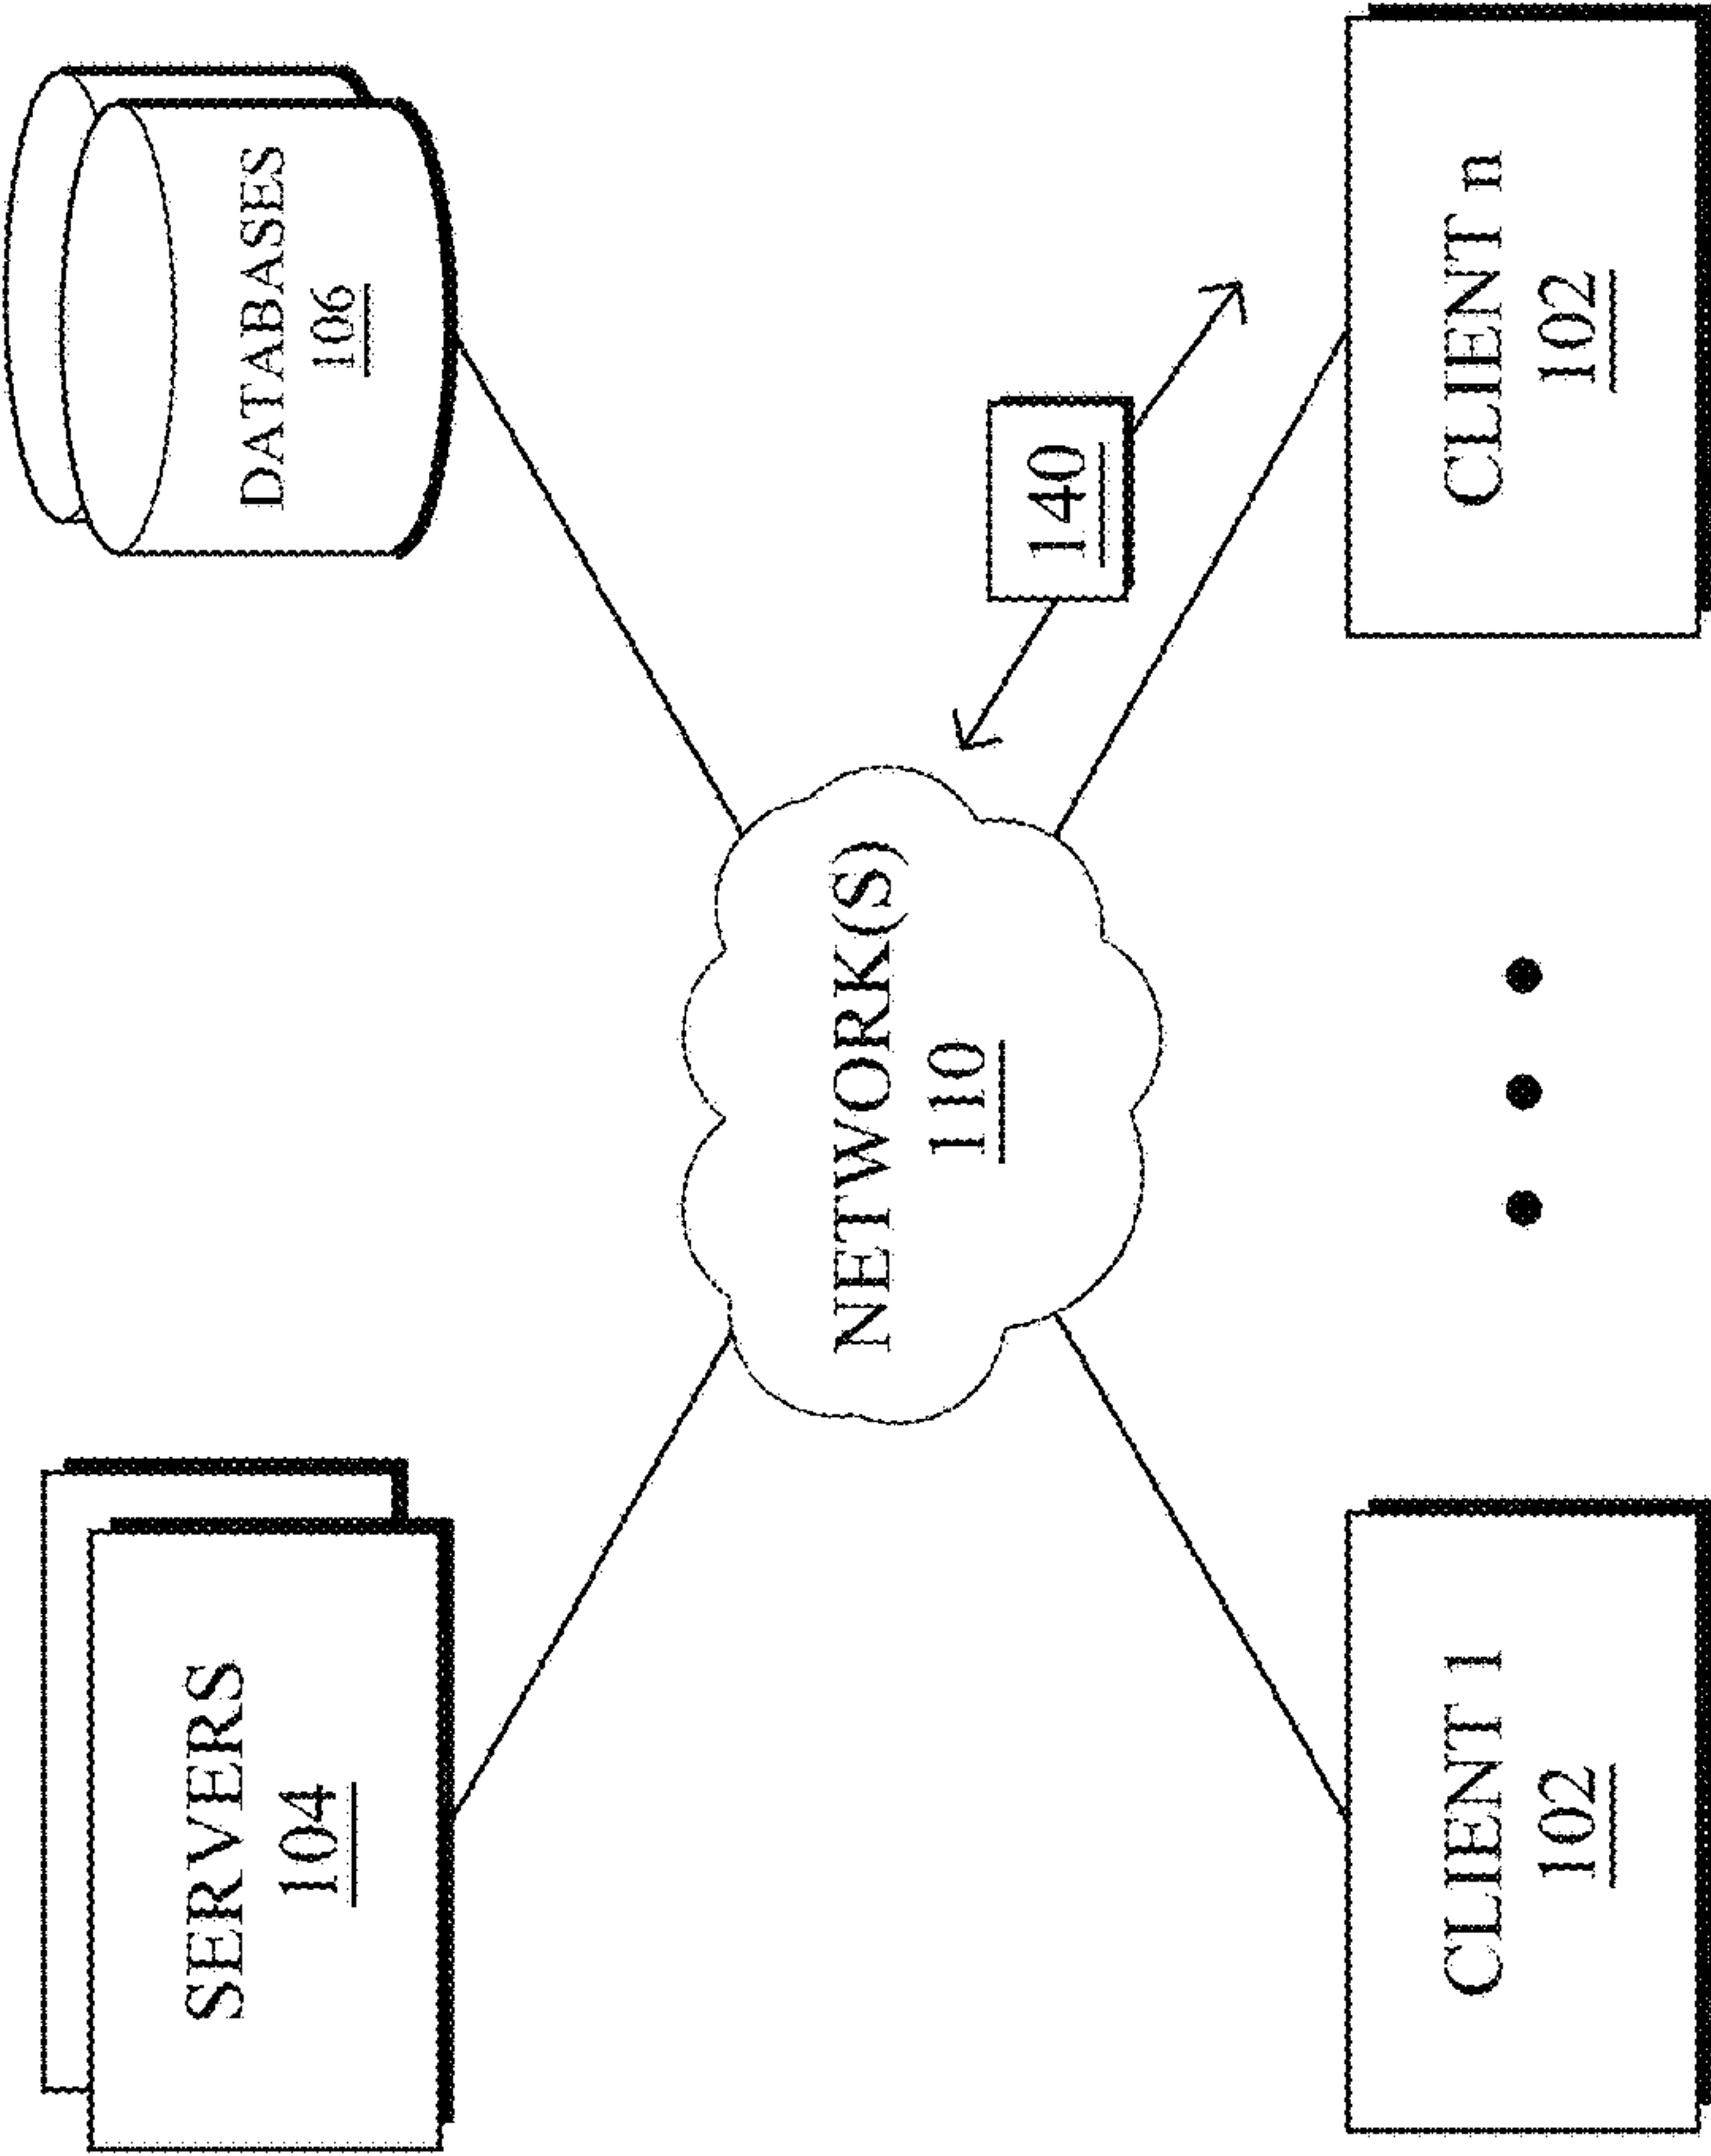 SERVERS
104
DATABASES
106
NETWORK(S)
110
140
CLIENT 1
102
CLIENT n
102